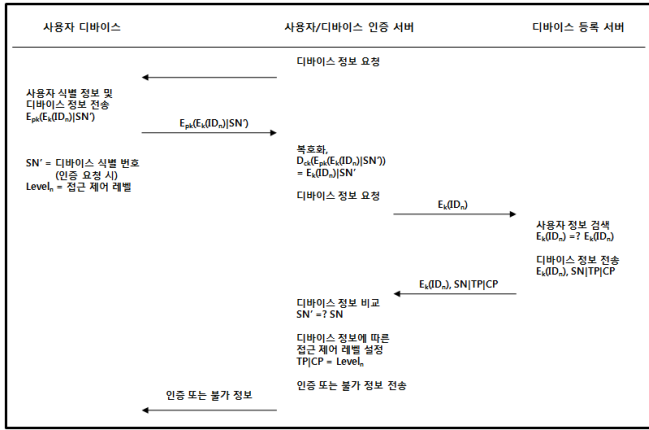 사용자 디바이스
사용자/디바이스 인증 서버
디바이스 등록 서버
디바이스 정보 요청
사용자 식별 정보 및
디바이스 정보 전송
Epk(Ek(IDn)|SN’)
Epk(Ek(IDn)|SN’)
복호화,
Dck(Epk(Ek(IDn)|SN’))
= Ek(IDn)|SN’
SN’ = 디바이스 식별 번호
(인증 요청 시)
Leveln = 접근 제어 레벨
디바이스 정보 요청
Ek(IDn)
사용자 정보 검색
Ek(IDn) =? Ek(IDn)
디바이스 정보 전송
Ek(IDn), SN|TP|CP
Ek(IDn), SN|TP|CP
디바이스 정보 비교
SN’ =? SN
디바이스 정보에 따른
접근 제어 레벨 설정
TP|CP = Leveln
인증 또는 불가 정보 전송
인증 또는 불가 정보